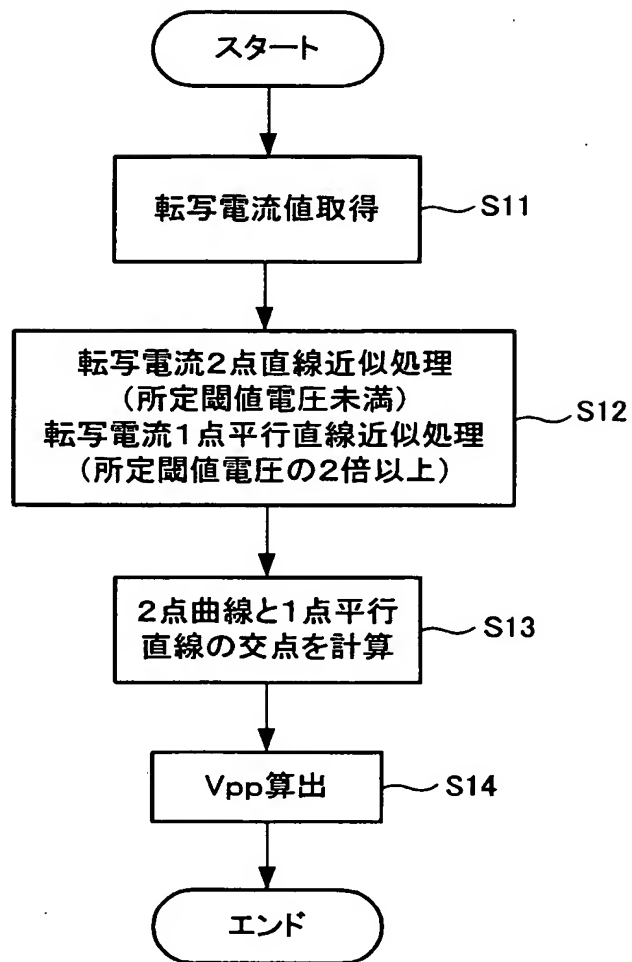 スタート
転写電流値取得
S11
転写電流2点直線近似処理
(所定閾値電圧未満)
転写電流1点平行直線近似処理
(所定閾値電圧の2倍以上)
S12
2点曲線と1点平行
直線の交点を計算
S13
Vpp算出
S14
エンド